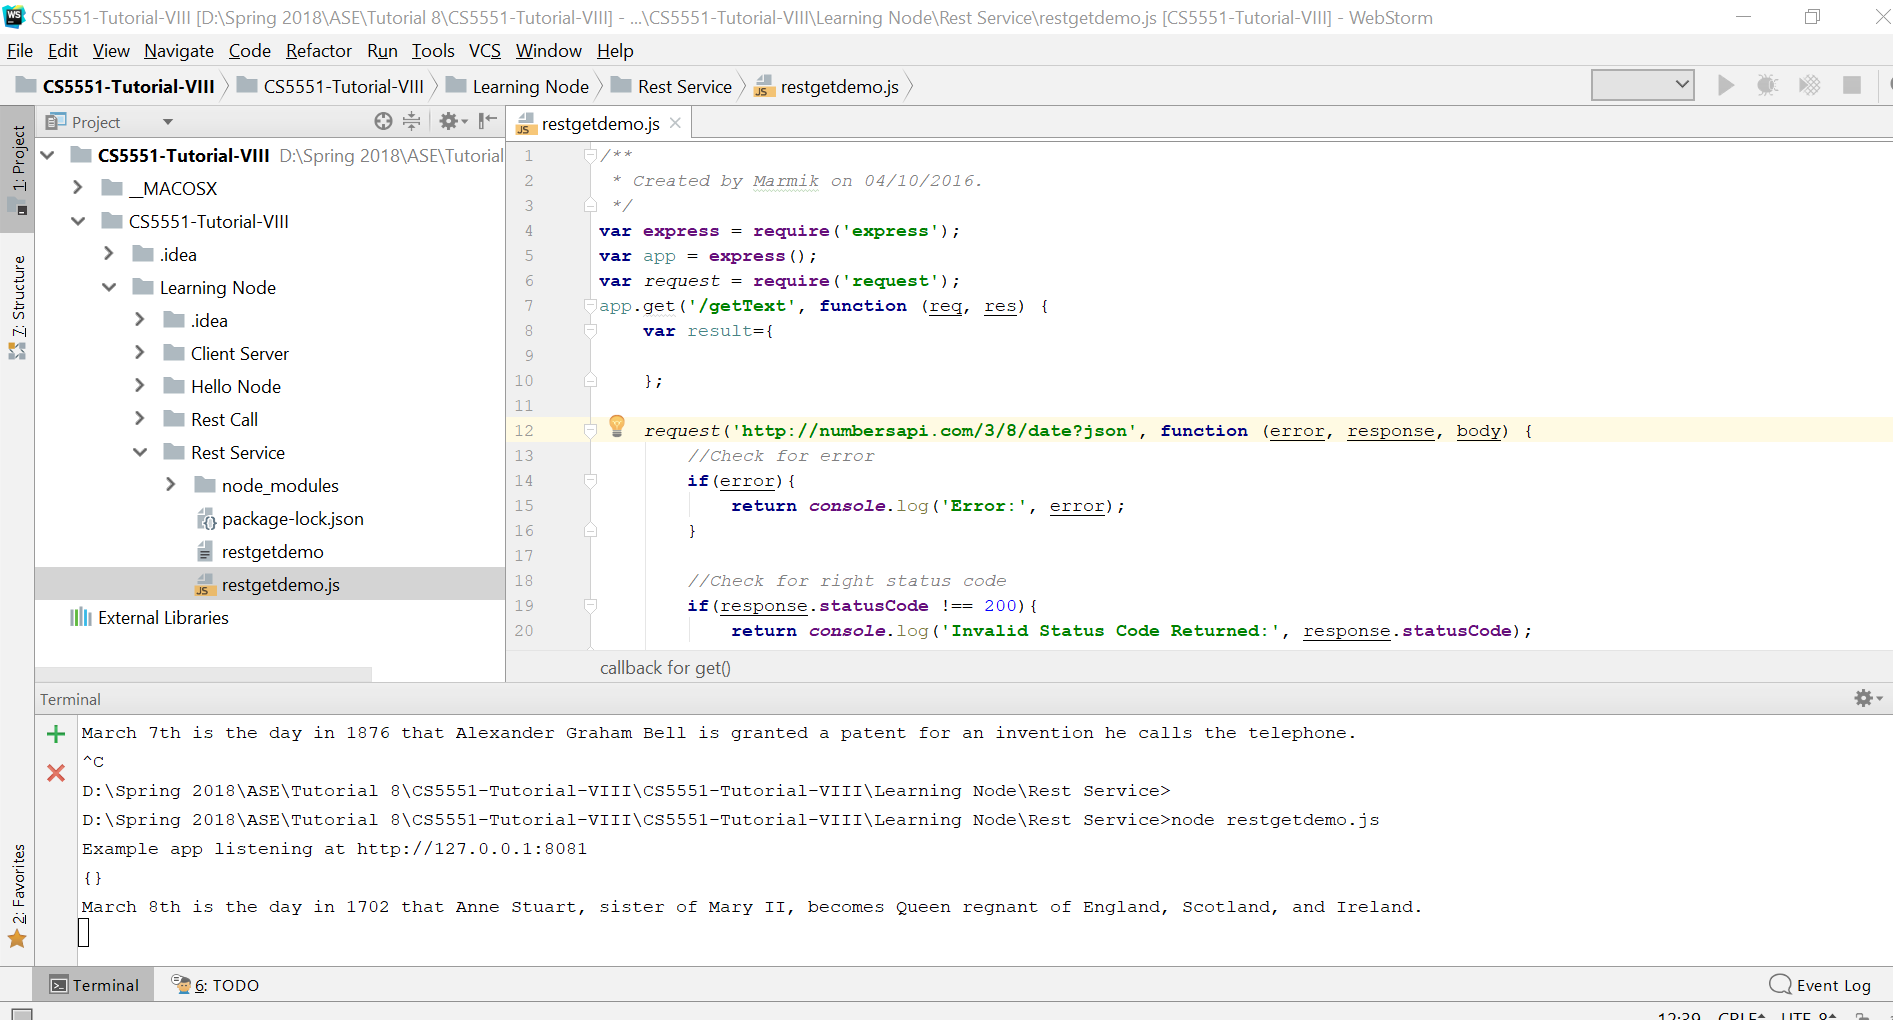 CS5551-Tutorial-VIII [D:\Spring 2018\ASE\Tutorial 8\CS5551-Tutorial-VIII] - ...\CS5551-Tutorial-VIII\Learning Node\Rest Service\restgetdemo.js [CS5551-Tutorial-VIII] - WebStorm
File Edit View Navigate Code Refactor Run Tools VCS Window Help
CS5551-Tutorial-VIII CS5551-Tutorial-VIII Learning Node Rest Service restgetdemo.js
Project
restgetdemo.js
1: Project
7: Structure
2: Favorites
CS5551-Tutorial-VIII D:\Spring 2018\ASE\Tutorial
__MACOSX
CS5551-Tutorial-VIII
.idea
Learning Node
.idea
Client Server
Hello Node
Rest Call
Rest Service
node_modules
package-lock.json
restgetdemo
restgetdemo.js
External Libraries
1 /**
2 * Created by Marmik on 04/10/2016.
3 */
4 var express = require('express');
5 var app = express();
6 var request = require('request');
7 app.get('/getText', function (req, res) {
8 var result={
9
10 };
11
12 request('http://numbersapi.com/3/8/date?json', function (error, response, body) {
13 //Check for error
14 if(error){
15 return console.log('Error:', error);
16 }
17
18 //Check for right status code
19 if(response.statusCode !== 200){
20 return console.log('Invalid Status Code Returned:', response.statusCode);
callback for get()
Terminal
March 7th is the day in 1876 that Alexander Graham Bell is granted a patent for an invention he calls the telephone.
^C
D:\Spring 2018\ASE\Tutorial 8\CS5551-Tutorial-VIII\CS5551-Tutorial-VIII\Learning Node\Rest Service>
D:\Spring 2018\ASE\Tutorial 8\CS5551-Tutorial-VIII\CS5551-Tutorial-VIII\Learning Node\Rest Service>node restgetdemo.js
Example app listening at http://127.0.0.1:8081
{}
March 8th is the day in 1702 that Anne Stuart, sister of Mary II, becomes Queen regnant of England, Scotland, and Ireland.
Terminal 6: TODO Event Log
12:39 CRLF UTF-8